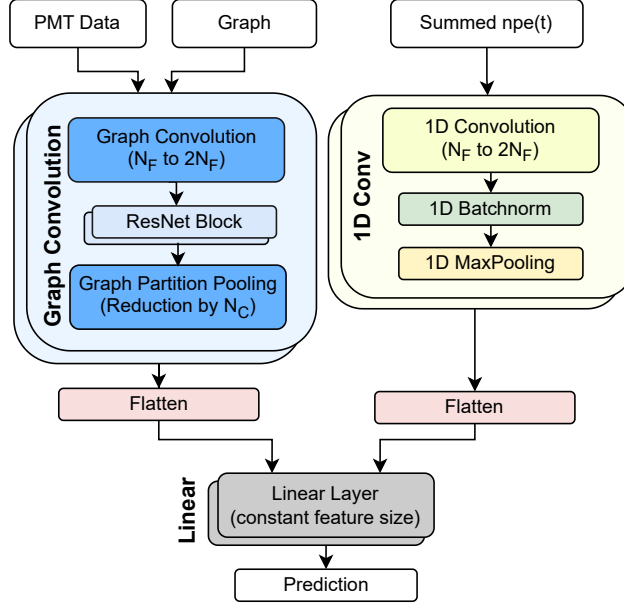 PMT Data
Graph
Summed npe(t)
Graph Convolution
Graph Convolution
(N_F to 2N_F)
ResNet Block
Graph Partition Pooling
(Reduction by N_C)
1D Conv
1D Convolution
(N_F to 2N_F)
1D Batchnorm
1D MaxPooling
Flatten
Flatten
Linear
Linear Layer
(constant feature size)
Prediction